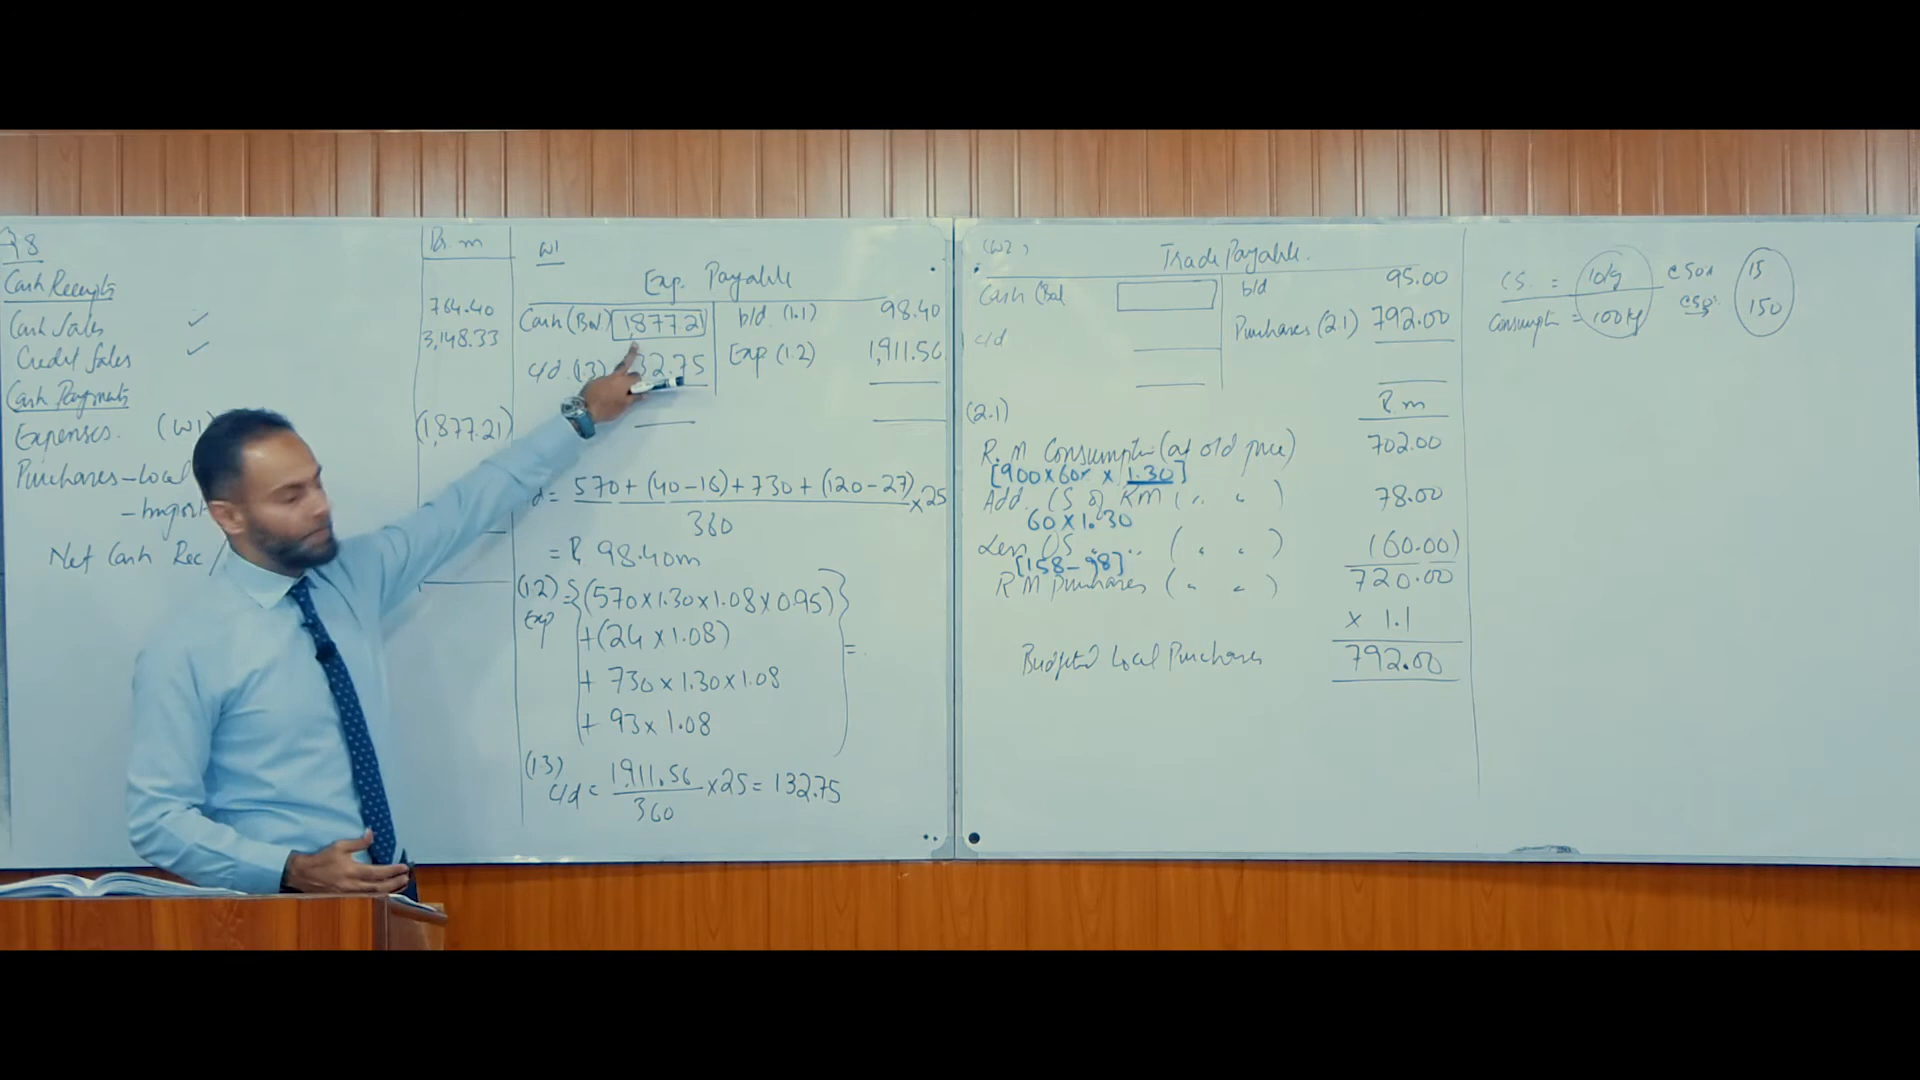 Cash Receipts
Cash Sales ✓ 764.40
Credit Sales ✓ 3,148.33
Cash Payments
Expenses. (W1) (1,877.21)
Purchases - Local
- Import
Net Cash Rec /
Rs. m
W1
Exp. Payable
Cash (Bal) 1,877.21 b/d. (1.1) 98.40
c/d. (1.3) 32.75 Exp (1.2) 1,911.56
d = 570 + (40-16) + 730 + (120-27) × 25
360
= R 98.40m
(1.2) = {(570×1.30×1.08×0.95)
Exp +(24 × 1.08)
+ 730 × 1.30 × 1.08 } =
+ 93 × 1.08
(1.3)
c/d = 1911.56 × 25 = 132.75
360
(W2)
Trade Payable.
Cash (Bal b/d 95.00
Purchases (2.1) 792.00
c/d
(2.1) R.m
R.M Consumptn (at old price) 702.00
[900×60% × 1.30]
Add. CS of RM ( " " ) 78.00
60 × 1.30
Less OS ( " " ) (60.00)
[158-98]
R M Purchases ( " " ) 720.00
× 1.1
Budgeted Local Purchases 792.00
CS. = 10kg 15
Consumptn = 100kg 150